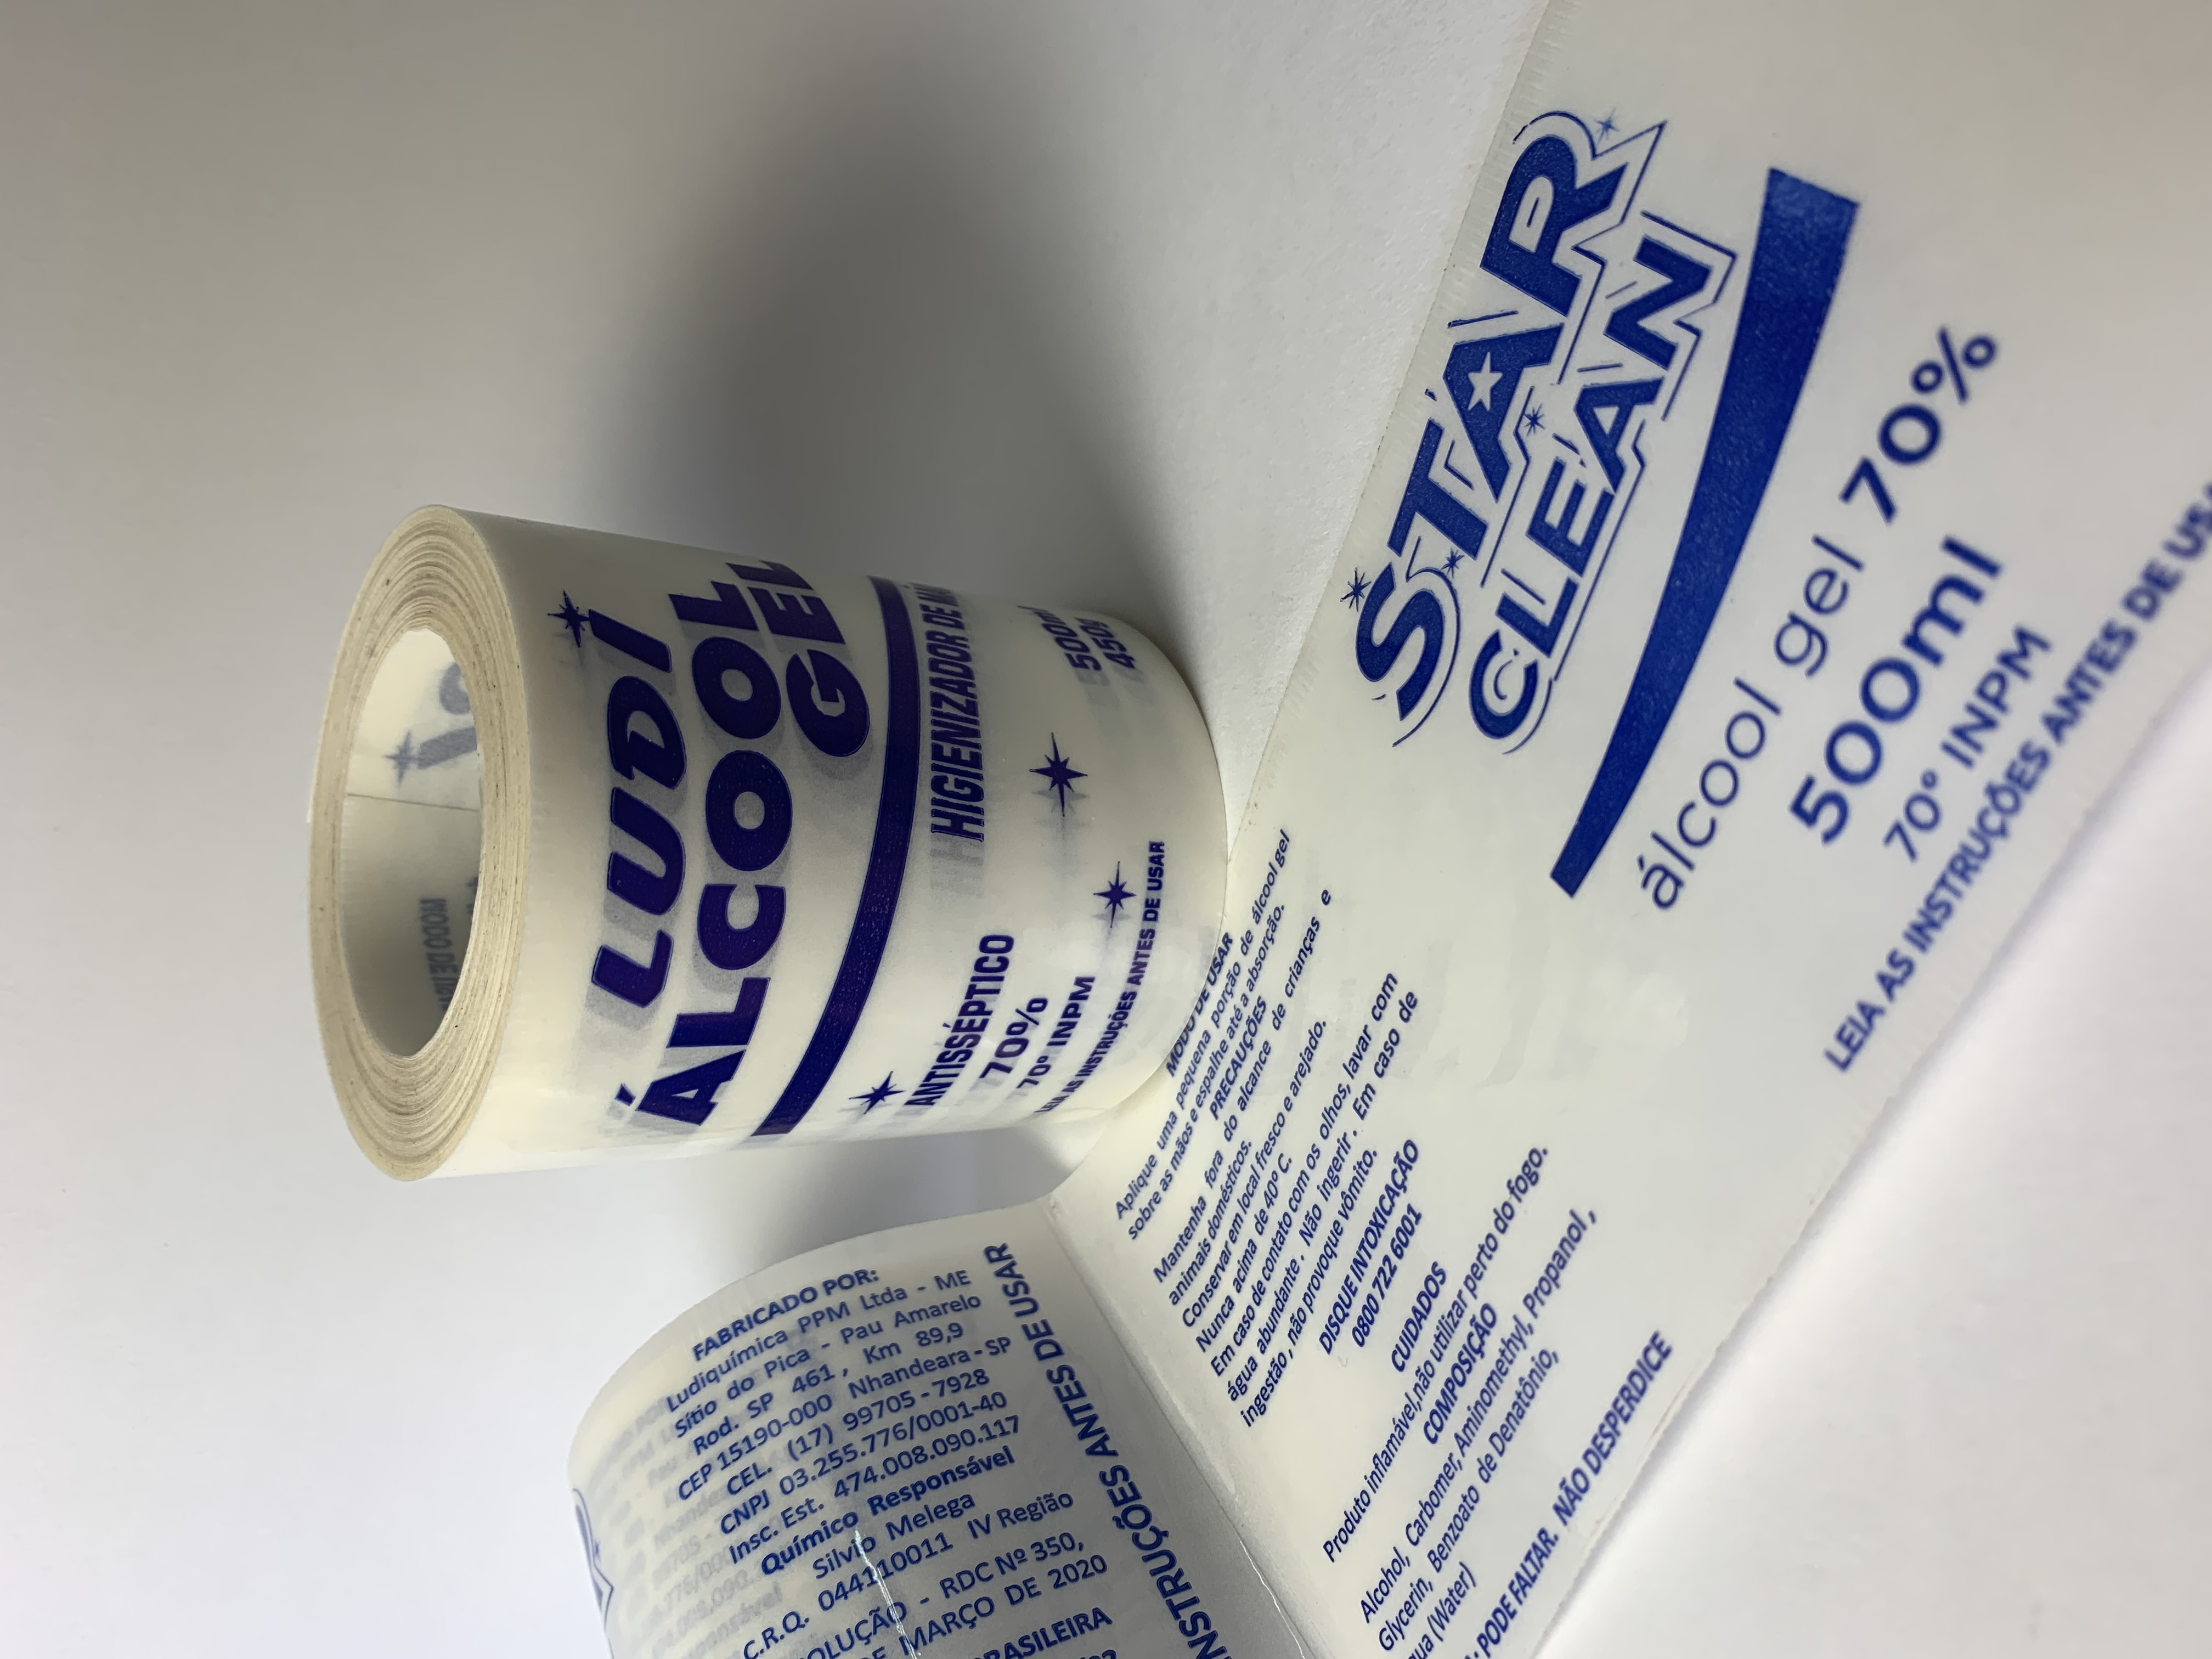 LUDI
ÁLCOOL
GEL
ANTISSÉPTICO
70%
70º INPM
LEIA AS INSTRUÇÕES ANTES DE USAR
HIGIENIZADOR DE
500ml
450g
MODO DE
FABRICADO POR:
Ludiquímica PPM Ltda - ME
Sítio do Pica - Pau Amarelo
Rod. SP 461, Km 89,9
CEP 15190-000 Nhandeara - SP
CEL. (17) 99705-7928
CNPJ 03.255.776/0001-40
Insc. Est. 474.008.090.117
Químico Responsável
Silvio Melega
C.R.Q. 044110011 IV Região
- RDC Nº 350,
MARÇO DE 2020
ANTES DE USAR
MODO DE USAR
Aplique uma pequena porção de álcool gel
sobre as mãos e espalhe até a absorção.
PRECAUÇÕES
Mantenha fora do alcance de crianças e
animais domésticos.
Conservar em local fresco e arejado.
Nunca acima de 40º C.
Em caso de contato com os olhos, lavar com
água abundante. Não ingerir. Em caso de
ingestão, não provoque vômito.
DISQUE INTOXICAÇÃO
0800 722 6001
CUIDADOS
Produto inflamável,não utilizar perto do fogo.
COMPOSIÇÃO
Alcohol, Carbomer, Aminomethyl, Propanol,
Glycerin, Benzoato de Denatônio,
(Water)
PODE FALTAR. NÃO DESPERDICE
STAR
CLEAN
álcool gel 70%
500ml
70º INPM
LEIA AS INSTRUÇÕES ANTES DE